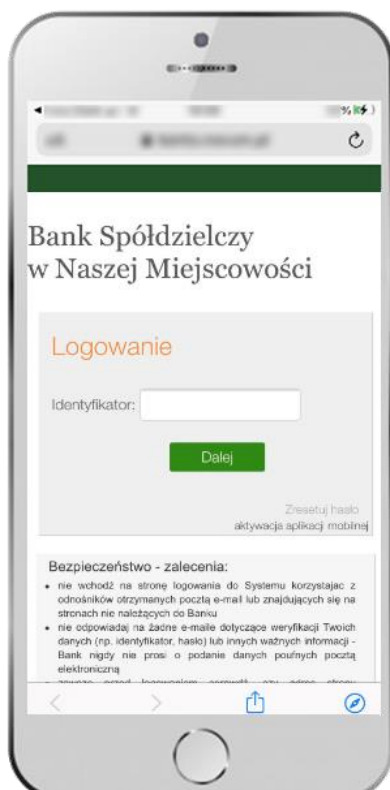 Bank Spółdzielczy
w Naszej Miejscowości
Logowanie
Identyfikator:
Dalej
Zresetuj hasło
aktywacja aplikacji mobilnej
Bezpieczeństwo - zalecenia:
• nie wchodź na stronę logowania do Systemu korzystając z
odnośników otrzymanych pocztą e-mail lub znajdujących się na
stronach nie należących do Banku
• nie odpowiadaj na żadne e-maile dotyczące weryfikacji Twoich
danych (np. identyfikator, hasło) lub innych ważnych informacji -
Bank nigdy nie prosi o podanie danych poufnych pocztą
elektroniczną